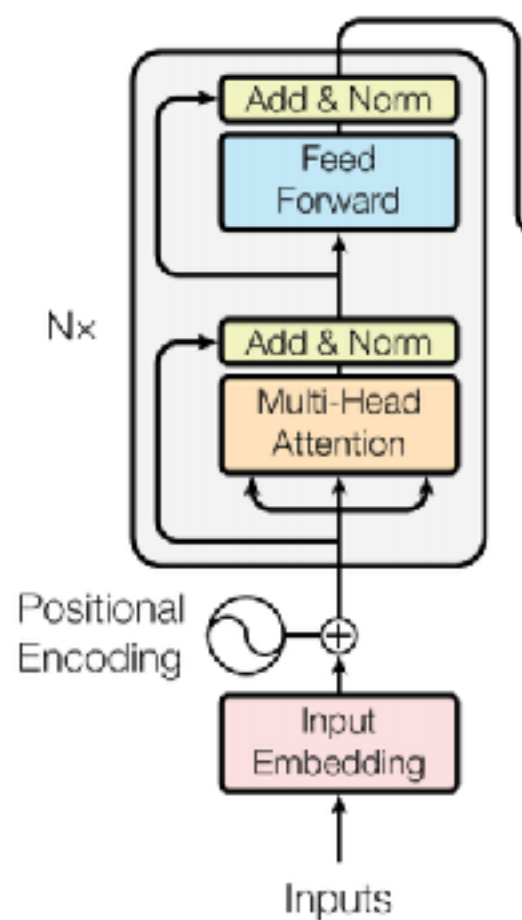 Add & Norm
Feed
Forward
Nx
Add & Norm
Multi-Head
Attention
Positional
Encoding
Input
Embedding
Inputs